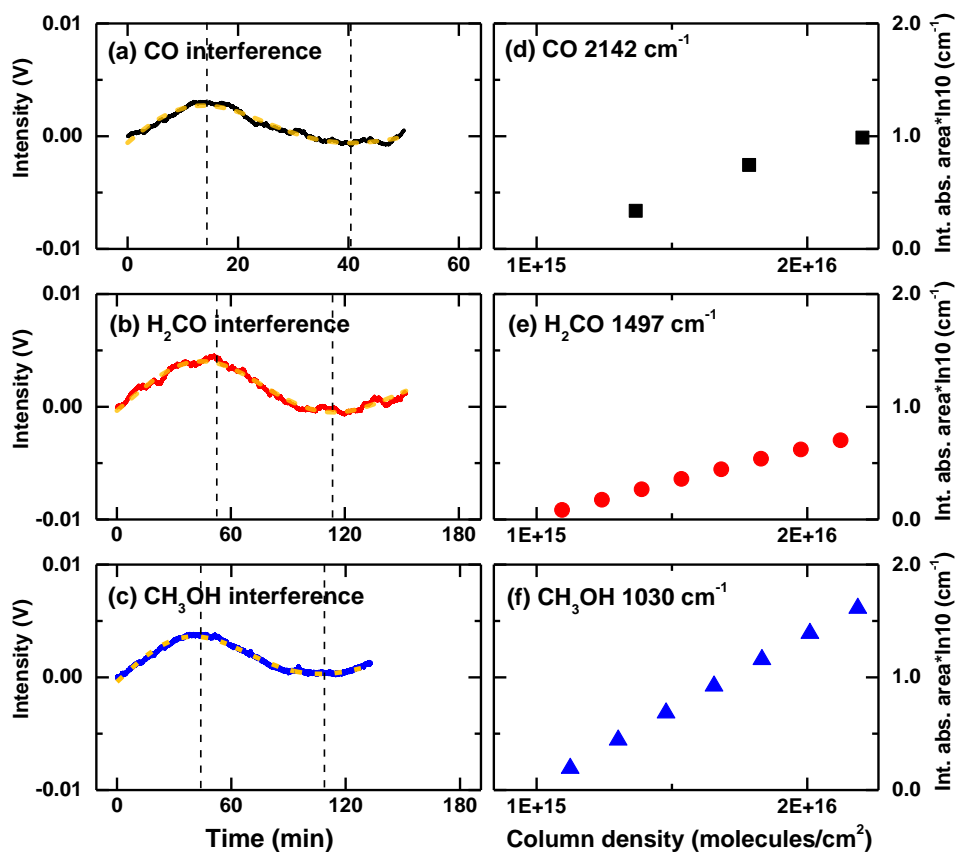 (a) CO interference
Intensity (V)
0.01
0.00
-0.01
0 20 40 60
(d) CO 2142 cm⁻¹
2.0
1.0
0.0
Int. abs. area*ln10 (cm⁻¹)
1E+15 2E+16
(b) H₂CO interference
Intensity (V)
0.01
0.00
-0.01
0 60 120 180
(e) H₂CO 1497 cm⁻¹
2.0
1.0
0.0
Int. abs. area*ln10 (cm⁻¹)
1E+15 2E+16
(c) CH₃OH interference
Intensity (V)
0.01
0.00
-0.01
0 60 120 180
Time (min)
(f) CH₃OH 1030 cm⁻¹
2.0
1.0
0.0
Int. abs. area*ln10 (cm⁻¹)
1E+15 2E+16
Column density (molecules/cm²)